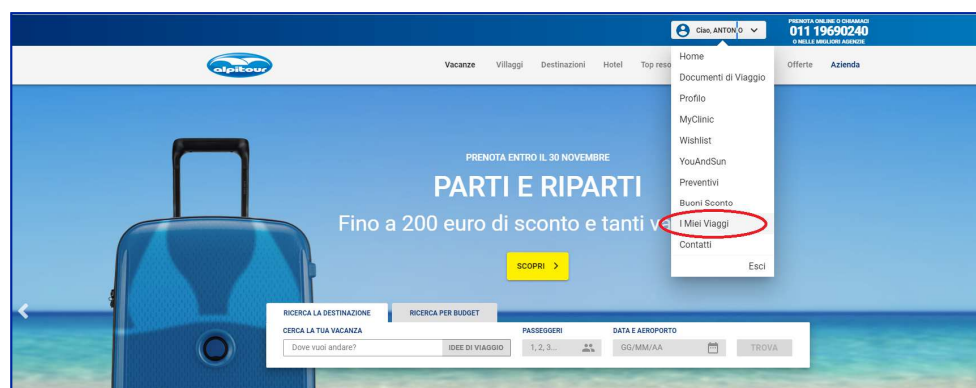 PRENOTA ONLINE O CHIAMACI
Ciao, ANTONIO
011 19690240
O NELLE MIGLIORI AGENZIE
alpitour
Vacanze Villaggi Destinazioni Hotel Top reso Offerte Azienda
Home
Documenti di Viaggio
Profilo
MyClinic
Wishlist
YouAndSun
Preventivi
Buoni Sconto
I Miei Viaggi
Contatti
Esci
PRENOTA ENTRO IL 30 NOVEMBRE
PARTI E RIPARTI
Fino a 200 euro di sconto e tanti va
SCOPRI >
RICERCA LA DESTINAZIONE RICERCA PER BUDGET
CERCA LA TUA VACANZA PASSEGGERI DATA E AEROPORTO
Dove vuoi andare? IDEE DI VIAGGIO 1, 2, 3... GG/MM/AA TROVA